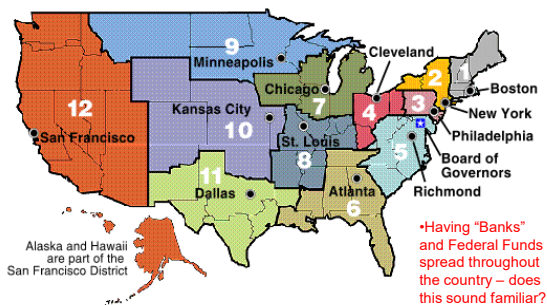 9
Minneapolis
Cleveland
2
1
Chicago
7
Boston
12
4
3
New York
Kansas City
San Francisco
10
St. Louis
Philadelphia
8
5
Board of
Governors
11
Dallas
Atlanta
6
Richmond
Alaska and Hawaii
are part of the
San Francisco District
•Having “Banks”
and Federal Funds
spread throughout
the country – does
this sound familiar?